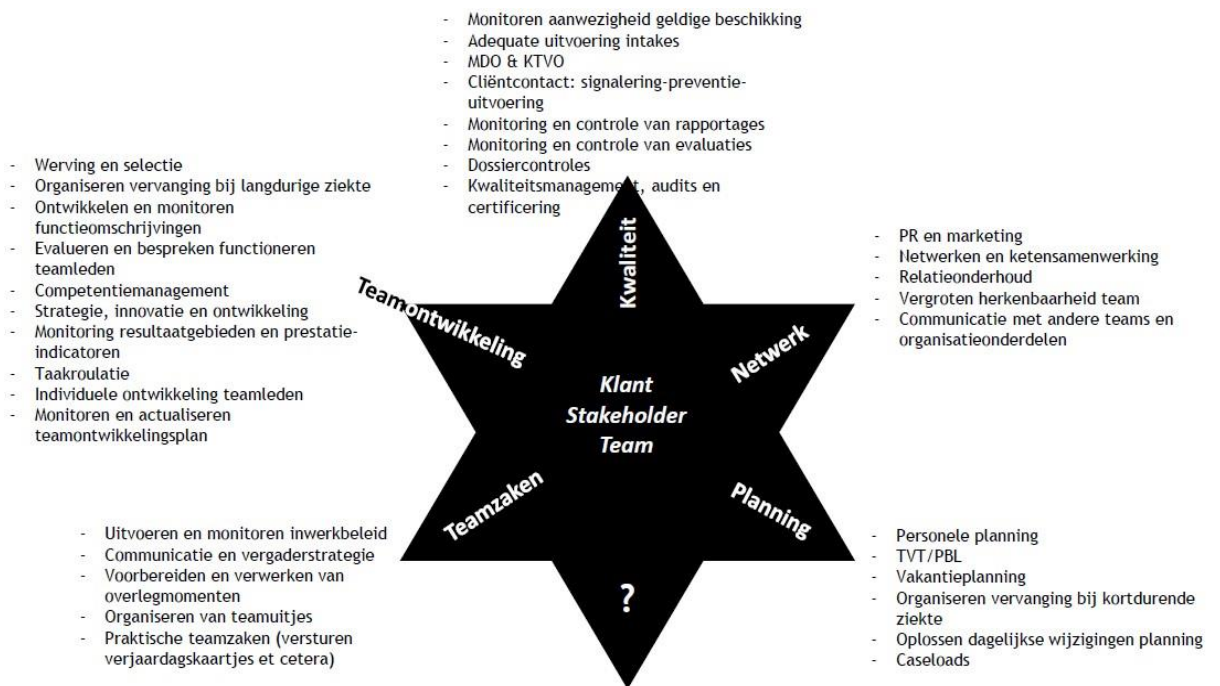 - Monitoren aanwezigheid geldige beschikking
- Adequate uitvoering intakes
- MDO & KTVO
- Cliëntcontact: signalering-preventie-
uitvoering
- Monitoring en controle van rapportages
- Monitoring en controle van evaluaties
- Dossiercontroles
- Kwaliteitsmanagement, audits en
certificering
- Werving en selectie
- Organiseren vervanging bij langdurige ziekte
- Ontwikkelen en monitoren
functieomschrijvingen
- Evalueren en bespreken functioneren
teamleden
- Competentiemanagement
- Strategie, innovatie en ontwikkeling
- Monitoring resultaatgebieden en prestatie-
indicatoren
- Taakroulatie
- Individuele ontwikkeling teamleden
- Monitoren en actualiseren
teamontwikkelingsplan
- PR en marketing
- Netwerken en ketensamenwerking
- Relatieonderhoud
- Vergroten herkenbaarheid team
- Communicatie met andere teams en
organisatieonderdelen
Kwaliteit
Teamontwikkeling
Netwerk
Klant
Stakeholder
Team
Teamzaken
Planning
?
- Uitvoeren en monitoren inwerkbeleid
- Communicatie en vergaderstrategie
- Voorbereiden en verwerken van
overlegmomenten
- Organiseren van teamuitjes
- Praktische teamzaken (versturen
verjaardagskaartjes et cetera)
- Personele planning
- TVT/PBL
- Vakantieplanning
- Organiseren vervanging bij kortdurende
ziekte
- Oplossen dagelijkse wijzigingen planning
- Caseloads